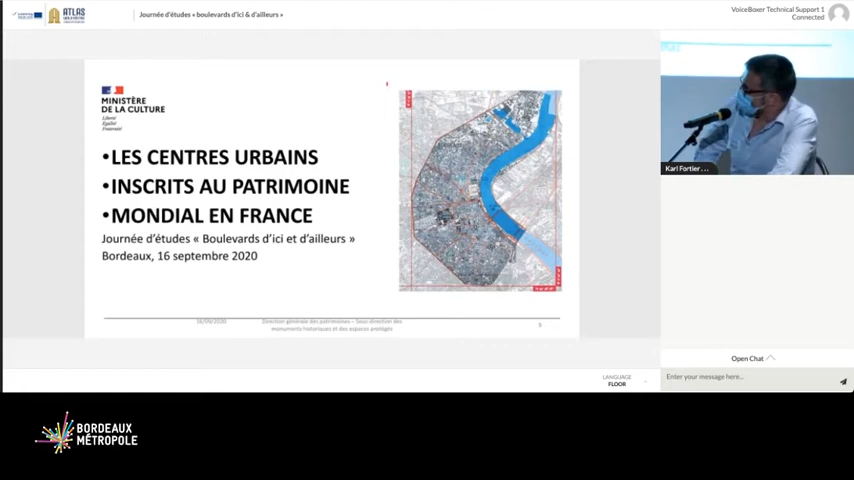 ATLAS
Journée d'études « boulevards d'ici & d'ailleurs »
VoiceBoxer Technical Support 1
Connected
MINISTÈRE
DE LA CULTURE
Liberté
Égalité
Fraternité
•LES CENTRES URBAINS
•INSCRITS AU PATRIMOINE
•MONDIAL EN FRANCE
Journée d'études « Boulevards d'ici et d'ailleurs »
Bordeaux, 16 septembre 2020
16/09/2020
Direction générale des patrimoines – Sous-direction des
monuments historiques et des espaces protégés
Karl Fortier ...
Open Chat
Enter your message here...
LANGUAGE
FLOOR
BORDEAUX
MÉTROPOLE